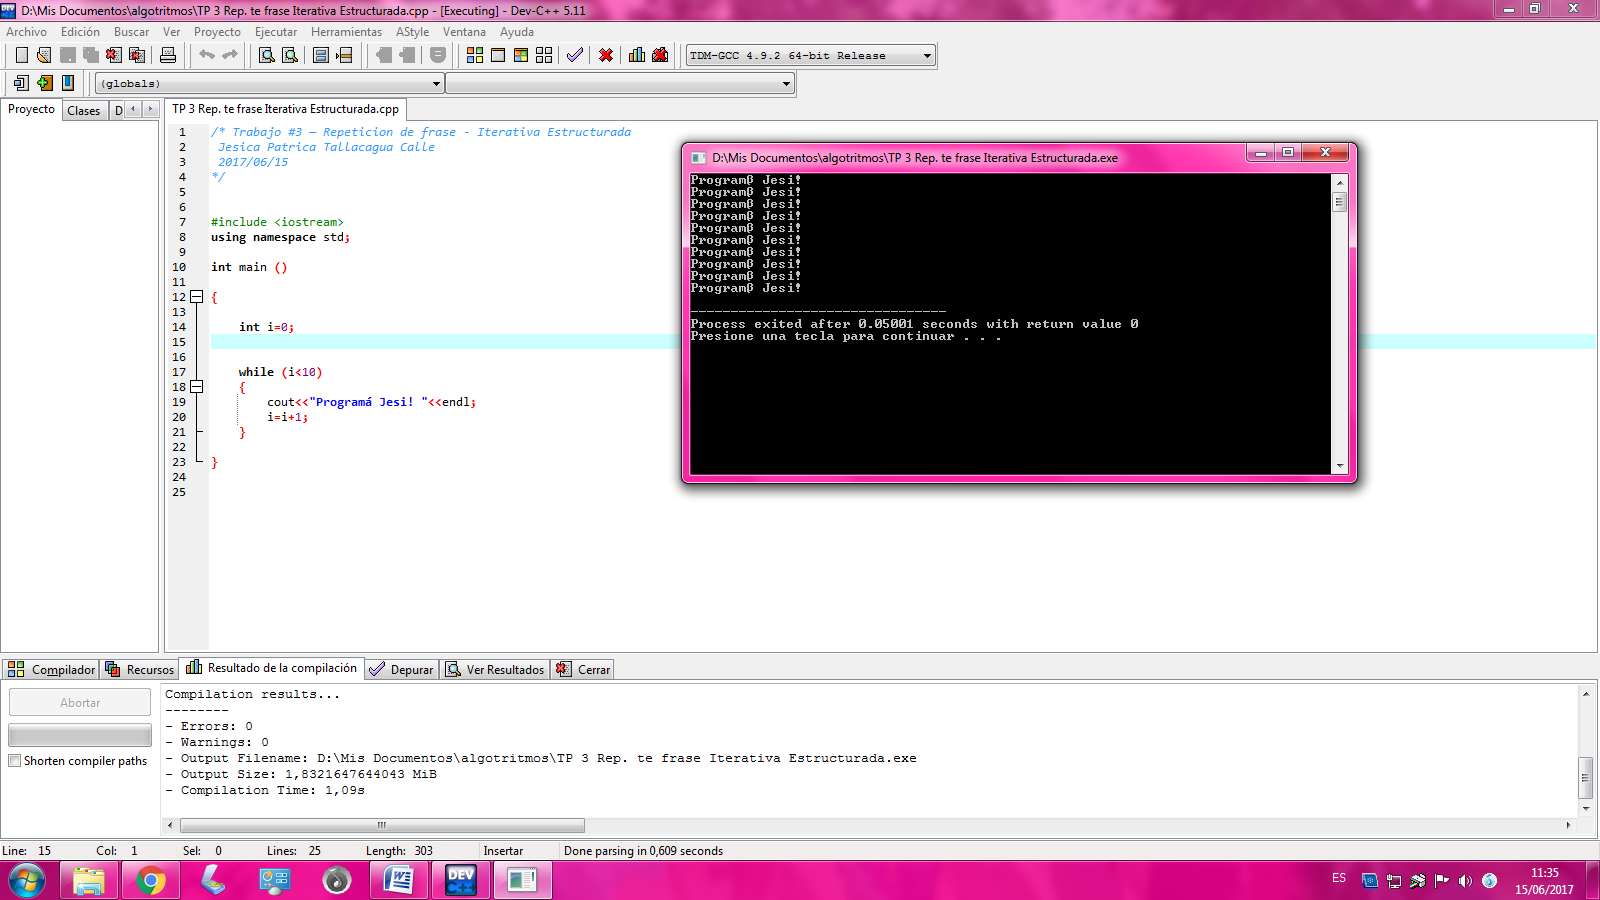 D:\Mis Documentos\algotritmos\TP 3 Rep. te frase Iterativa Estructurada.cpp - [Executing] - Dev-C++ 5.11
Archivo Edición Buscar Ver Proyecto Ejecutar Herramientas AStyle Ventana Ayuda
TDM-GCC 4.9.2 64-bit Release
(globals)
Proyecto Clases D
TP 3 Rep. te frase Iterativa Estructurada.cpp
1 /* Trabajo #3 – Repeticion de frase - Iterativa Estructurada
2 Jesica Patrica Tallacagua Calle
3 2017/06/15
4 */
5
6
7 #include <iostream>
8 using namespace std;
9
10 int main ()
11
12 {
13
14 int i=0;
15
16
17 while (i<10)
18 {
19 cout<<"Programá Jesi! "<<endl;
20 i=i+1;
21 }
22
23 }
24
25
D:\Mis Documentos\algotritmos\TP 3 Rep. te frase Iterativa Estructurada.exe
Programß Jesi!
Programß Jesi!
Programß Jesi!
Programß Jesi!
Programß Jesi!
Programß Jesi!
Programß Jesi!
Programß Jesi!
Programß Jesi!
Programß Jesi!
--------------------------------
Process exited after 0.05001 seconds with return value 0
Presione una tecla para continuar . . .
Compilador Recursos Resultado de la compilación Depurar Ver Resultados Cerrar
Abortar
Shorten compiler paths
Compilation results...
--------
- Errors: 0
- Warnings: 0
- Output Filename: D:\Mis Documentos\algotritmos\TP 3 Rep. te frase Iterativa Estructurada.exe
- Output Size: 1,8321647644043 MiB
- Compilation Time: 1,09s
Line: 15 Col: 1 Sel: 0 Lines: 25 Length: 303 Insertar Done parsing in 0,609 seconds
DEV C++
ES
11:35
15/06/2017